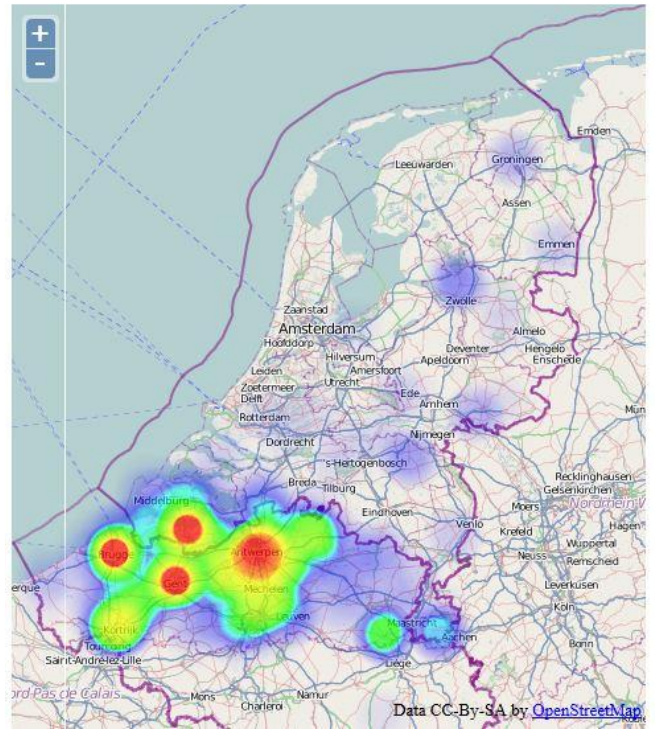 +
-
Emden
Groningen
Leeuwarden
Assen
Emmen
Zwolle
Zaanstad
Amsterdam
Almelo
Hoofddorp
Deventer
Hengelo
Hilversum
Enschede
Apeldoorn
Leiden
Amersfoort
Utrecht
Zoetermeer
Delft
Ede
Arnhem
Rotterdam
Nijmegen
Dordrecht
's-Hertogenbosch
Recklinghausen
Breda
Tilburg
Gelsenkirchen
Middelburg
Moers
Eindhoven
Hagen
Venlo
Krefeld
Brugge
Antwerpen
Wuppertal
Neuss
Remscheid
Gent
Mechelen
Leverkusen
Köln
Leuven
Maastricht
Kortrijk
Aachen
Tourcoing
Bonn
Saint-André-lez-Lille
Liège
Mons
Namur
Charleroi
Data CC-By-SA by OpenStreetMap